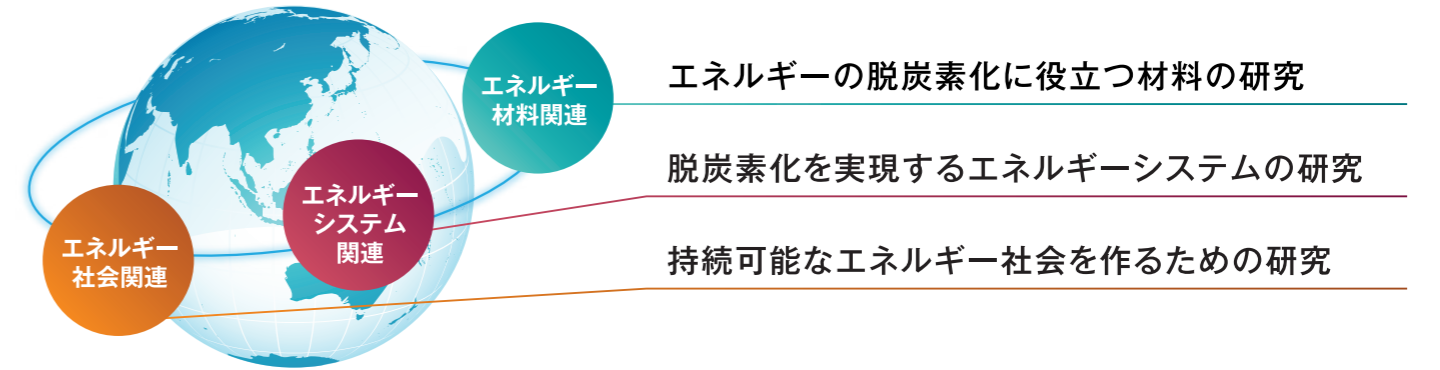 エネルギー
材料関連
エネルギーの脱炭素化に役立つ材料の研究
エネルギー
システム
関連
脱炭素化を実現するエネルギーシステムの研究
エネルギー
社会関連
持続可能なエネルギー社会を作るための研究